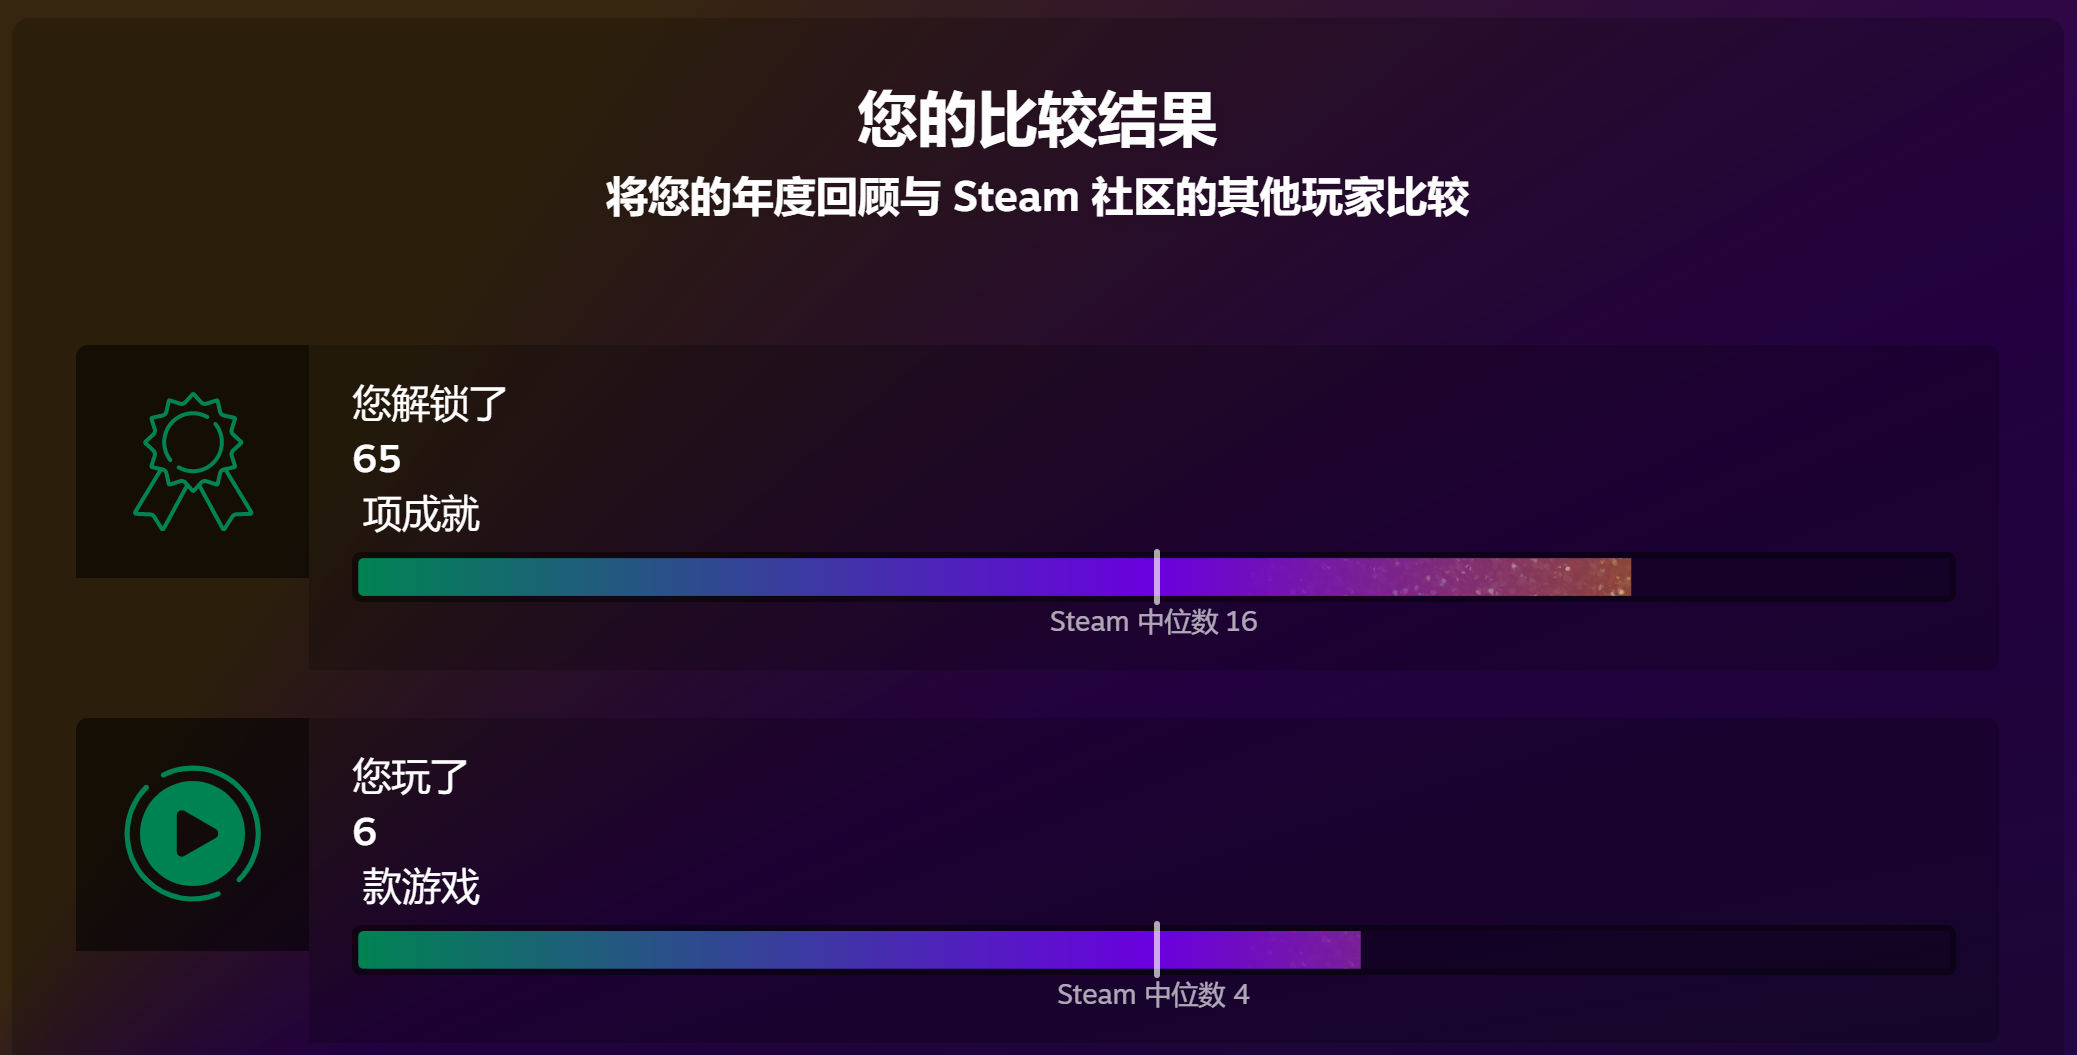 您的比较结果
将您的年度回顾与 Steam 社区的其他玩家比较
您解锁了
65
项成就
Steam 中位数 16
您玩了
6
款游戏
Steam 中位数 4